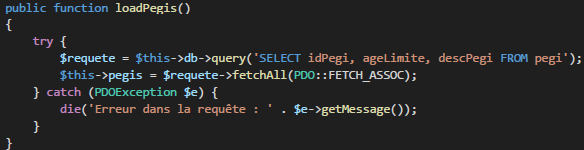 public function loadPegis()
{
    try {
        $requete = $this->db->query('SELECT idPegi, ageLimite, descPegi FROM pegi');
        $this->pegis = $requete->fetchAll(PDO::FETCH_ASSOC);
    } catch (PDOException $e) {
        die('Erreur dans la requête : ' . $e->getMessage());
    }
}